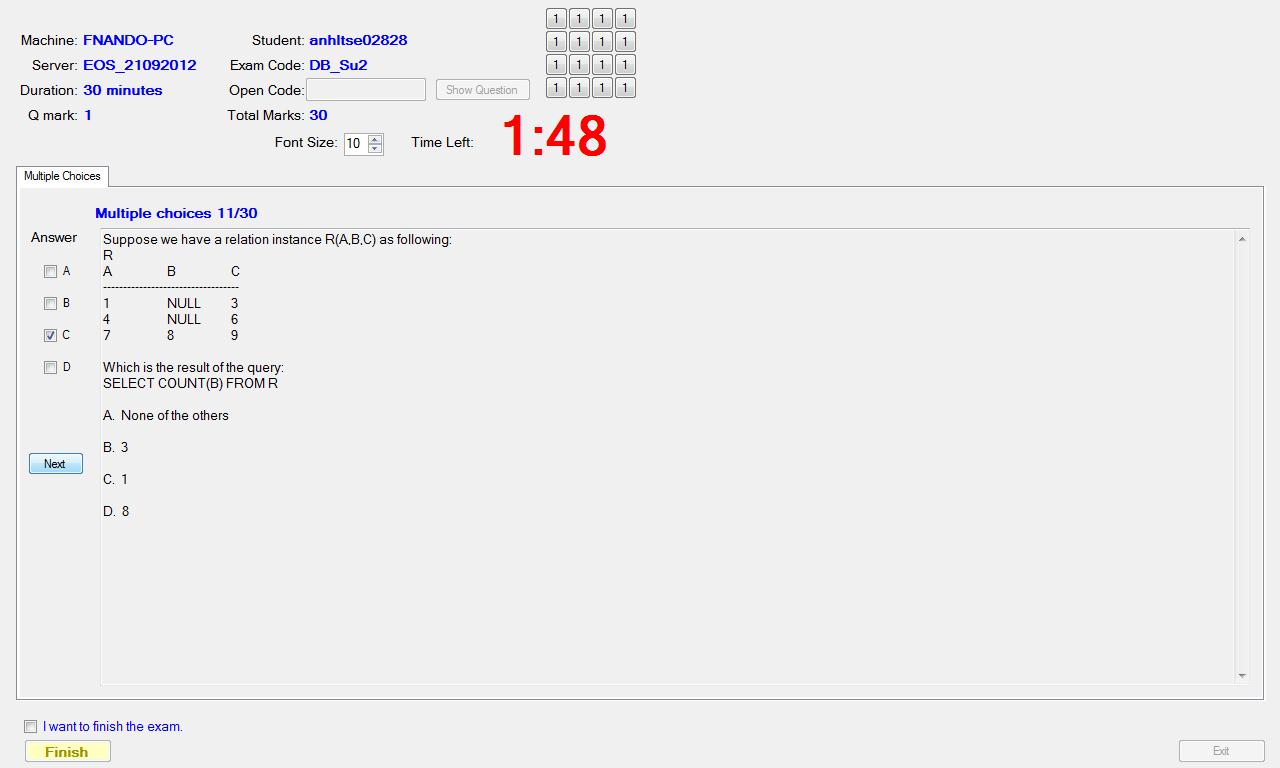 Machine: FNANDO-PC Student: anhltse02828 1 1 1 1
Server: EOS_21092012 Exam Code: DB_Su2 1 1 1 1
Duration: 30 minutes Open Code: Show Question 1 1 1 1
Q mark: 1 Total Marks: 30 1 1 1 1
Font Size: 10 Time Left: 1:48
Multiple Choices
Multiple choices 11/30
Answer
Suppose we have a relation instance R(A,B,C) as following:
R
A
A B C
----------------------------------
B
1 NULL 3
4 NULL 6
C
7 8 9
D
Which is the result of the query:
SELECT COUNT(B) FROM R
A. None of the others
B. 3
Next
C. 1
D. 8
I want to finish the exam.
Finish
Exit